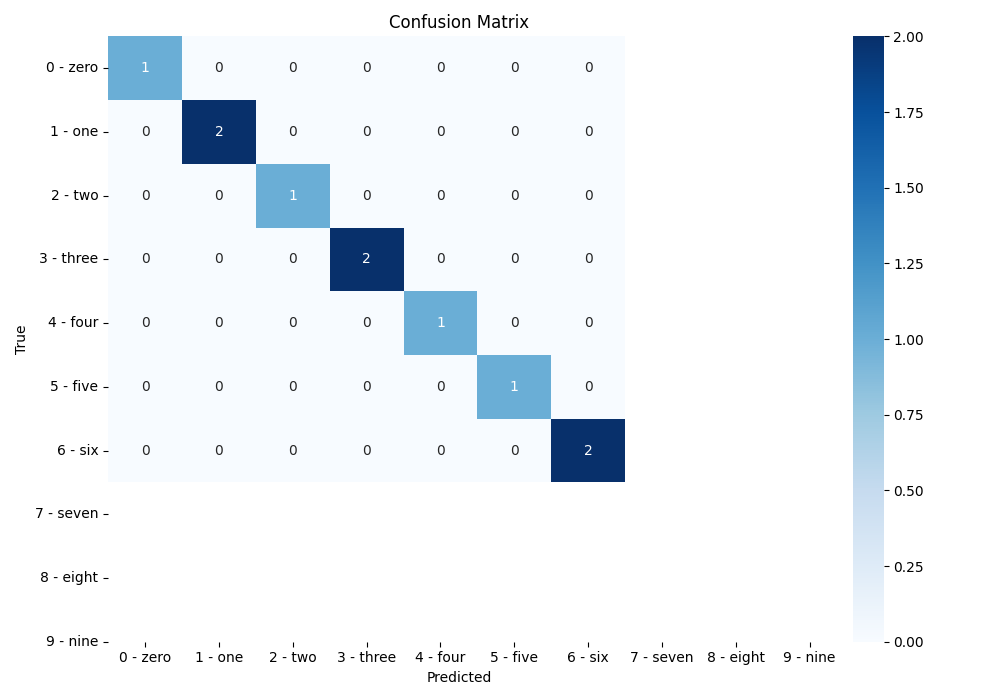 Confusion Matrix
True
0 - zero 1 0 0 0 0 0 0
1 - one 0 2 0 0 0 0 0
2 - two 0 0 1 0 0 0 0
3 - three 0 0 0 2 0 0 0
4 - four 0 0 0 0 1 0 0
5 - five 0 0 0 0 0 1 0
6 - six 0 0 0 0 0 0 2
7 - seven
8 - eight
9 - nine
0 - zero 1 - one 2 - two 3 - three 4 - four 5 - five 6 - six 7 - seven 8 - eight 9 - nine
Predicted
2.00
1.75
1.50
1.25
1.00
0.75
0.50
0.25
0.00